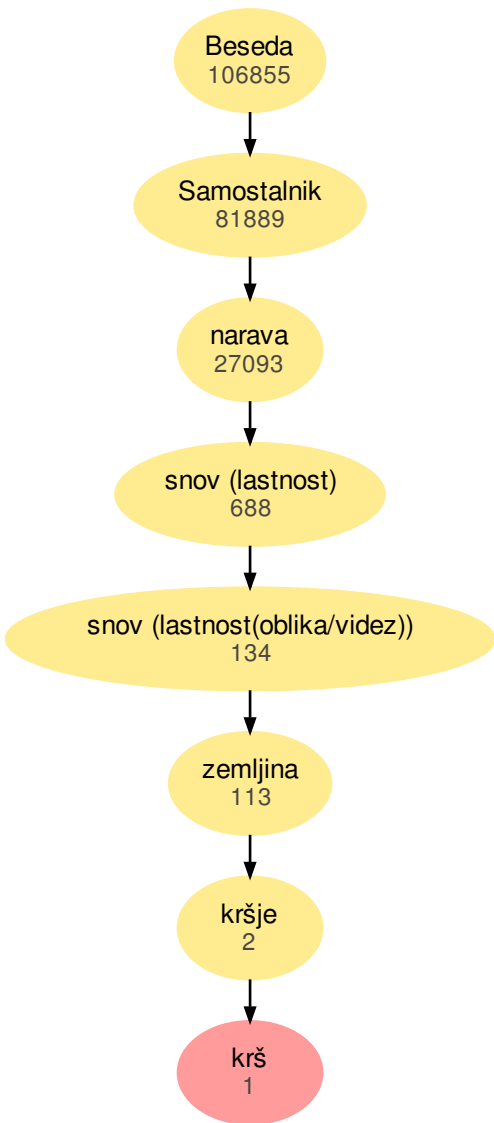 Beseda
106855
Samostalnik
81889
narava
27093
snov (lastnost)
688
snov (lastnost(oblika/videz))
134
zemljina
113
kršje
2
krš
1